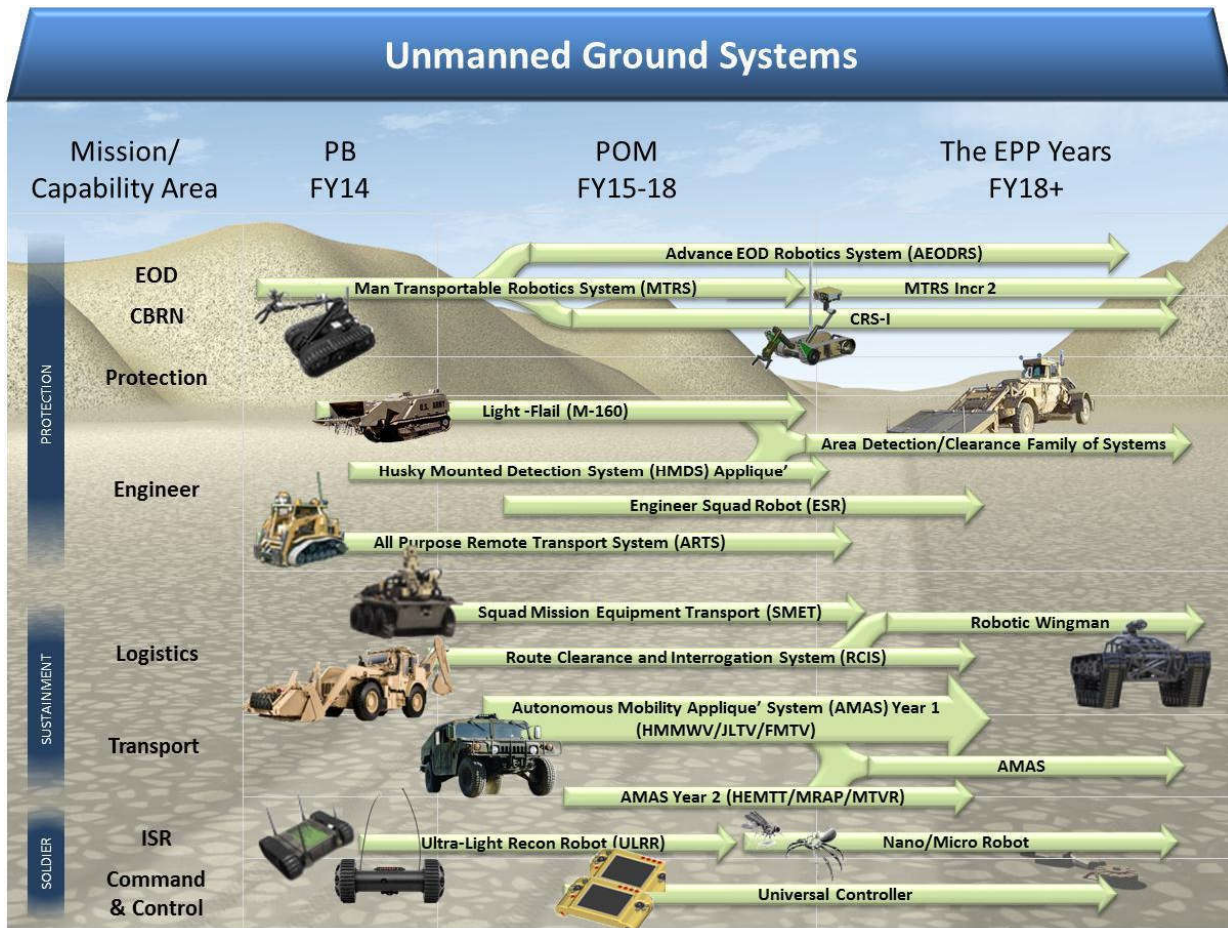 Unmanned Ground Systems
Mission/
Capability Area
PB
FY14
POM
FY15-18
The EPP Years
FY18+
PROTECTION
EOD
CBRN
Protection
Engineer
Advance EOD Robotics System (AEODRS)
Man Transportable Robotics System (MTRS)
MTRS Incr 2
CRS-I
U.S. ARMY
Light -Flail (M-160)
Area Detection/Clearance Family of Systems
Husky Mounted Detection System (HMDS) Applique’
Engineer Squad Robot (ESR)
All Purpose Remote Transport System (ARTS)
SUSTAINMENT
Logistics
Transport
Squad Mission Equipment Transport (SMET)
Robotic Wingman
Route Clearance and Interrogation System (RCIS)
Autonomous Mobility Applique’ System (AMAS) Year 1
(HMMWV/JLTV/FMTV)
AMAS
AMAS Year 2 (HEMTT/MRAP/MTVR)
SOLDIER
ISR
Command
& Control
Ultra-Light Recon Robot (ULRR)
Nano/Micro Robot
Universal Controller